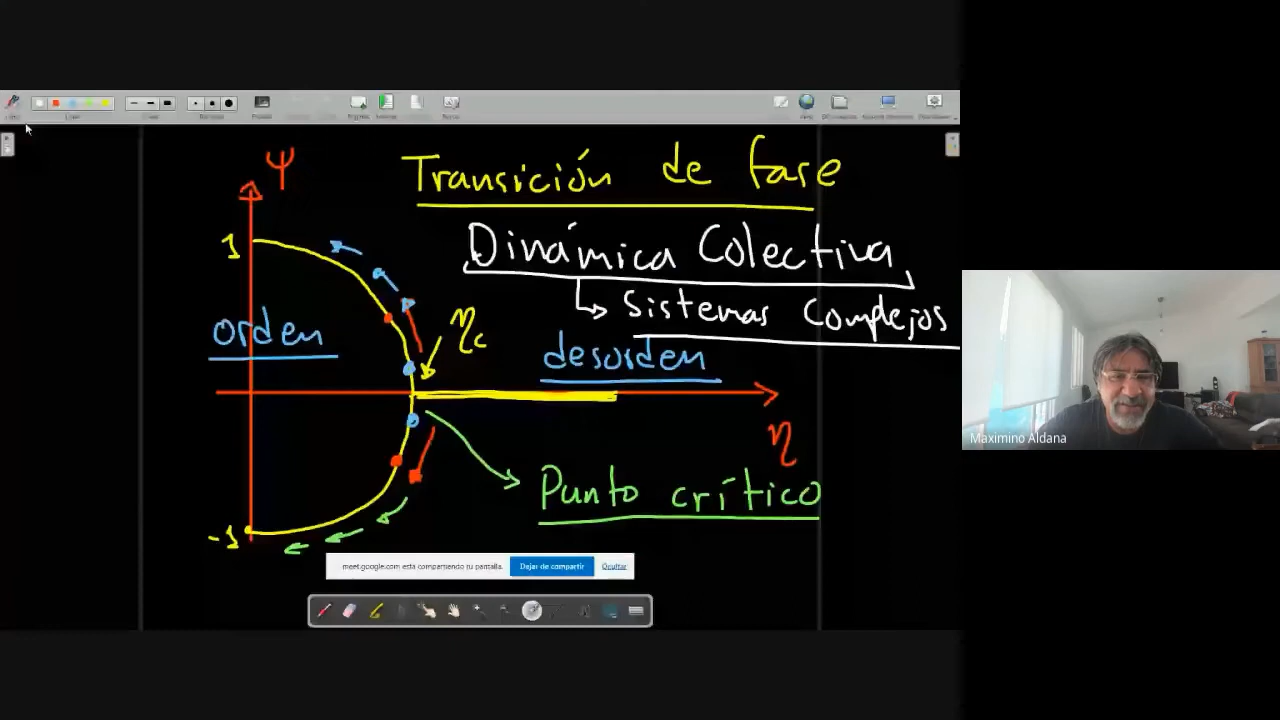 Ψ
Transición de fase
1
Dinámica Colectiva
Sistemas Complejos
orden
ηc
desorden
η
Punto crítico
-1
meet.google.com está compartiendo tu pantalla.
Dejar de compartir
Ocultar
Maximino Aldana